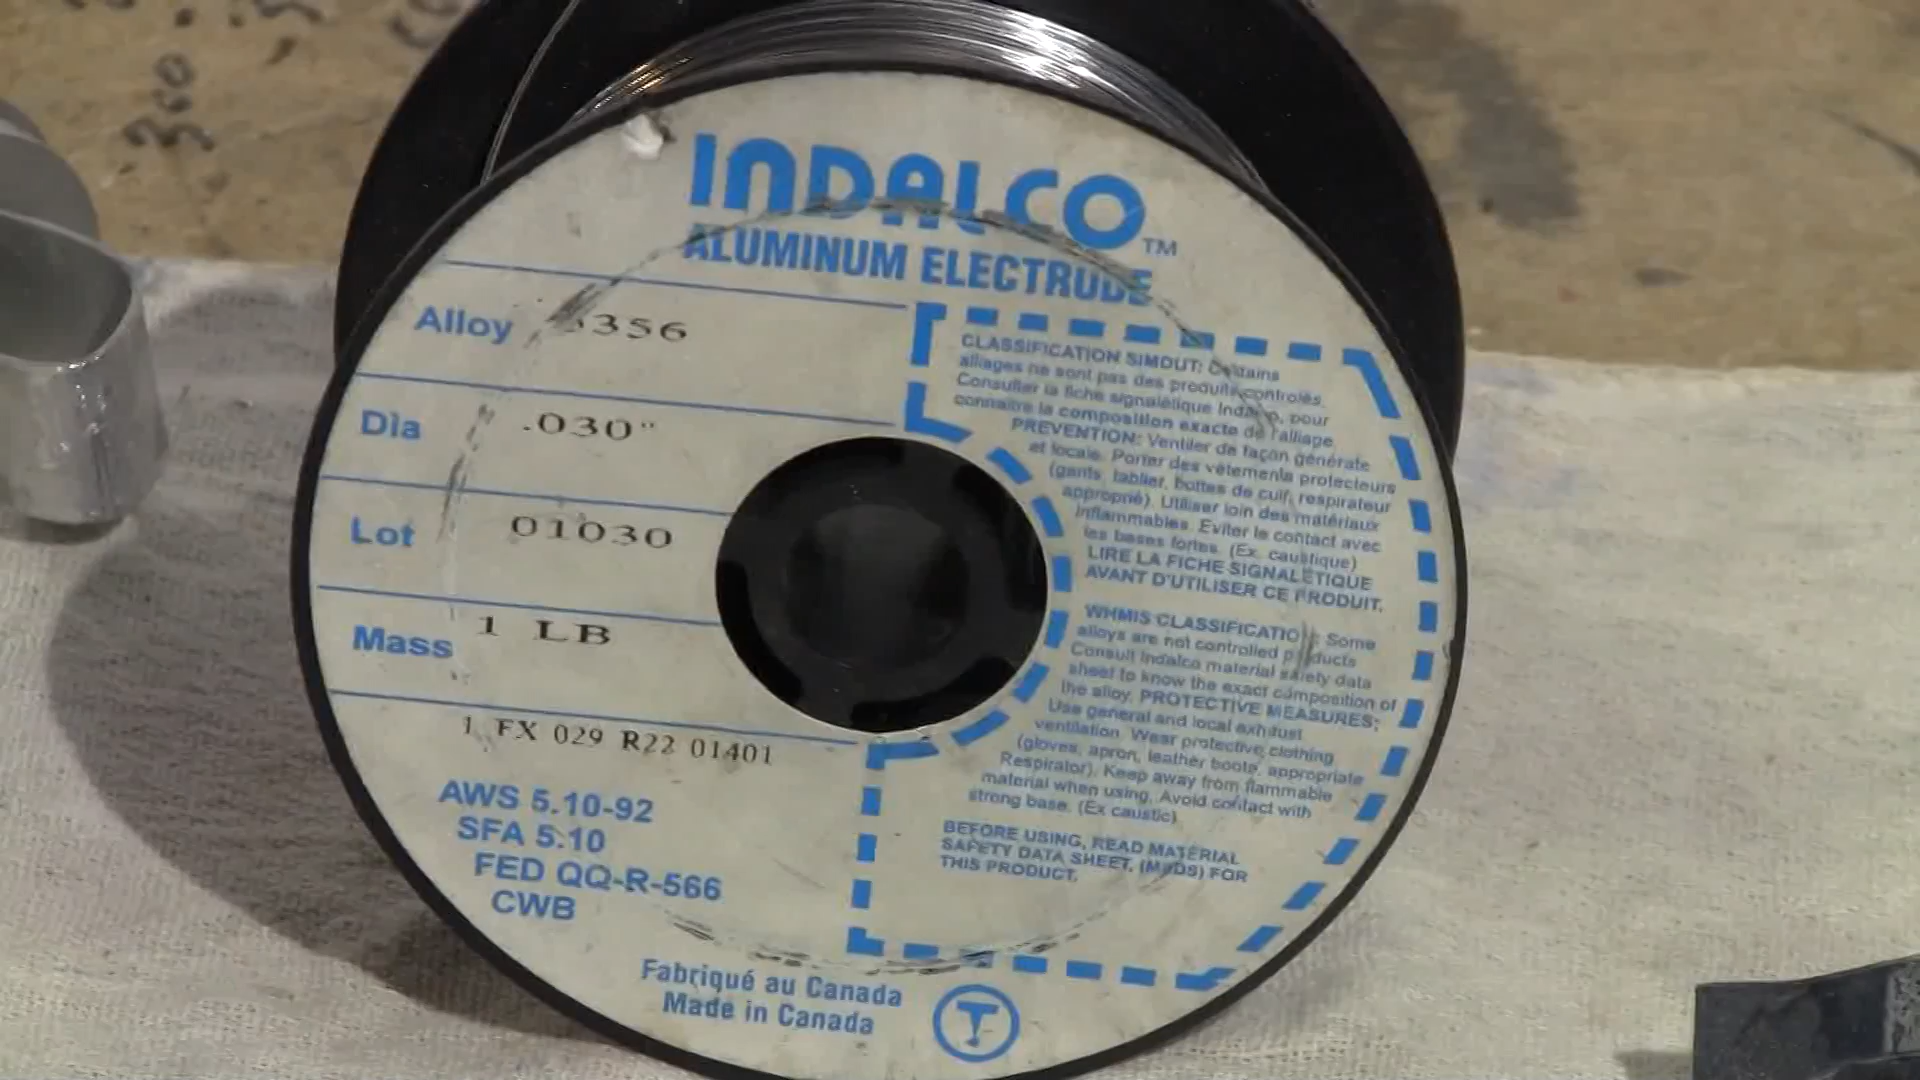 INDALCO™
ALUMINUM ELECTRODE
Alloy 5356
Dia .030"
Lot 01030
Mass 1 LB
1 FX 029 R22 01401
AWS 5.10-92
SFA 5.10
FED QQ-R-566
CWB
CLASSIFICATION SIMDUT: Certains
alliages ne sont pas des produits controlés.
Consulter la fiche signalétique Indalco, pour
connaitre la composition exacte de l'alliage
PREVENTION: Ventiler de façon générale
et locale. Porter des vêtements protecteurs
(gants, tablier, bottes de cuir, respirateur
approprié). Utiliser loin des matériaux
inflammables. Eviter le contact avec
les bases fortes. (Ex. caustique)
LIRE LA FICHE SIGNALÉTIQUE
AVANT D'UTILISER CE PRODUIT.
WHMIS CLASSIFICATION: Some
alloys are not controlled products
Consult Indalco material safety data
sheet to know the exact composition of
the alloy. PROTECTIVE MEASURES;
Use general and local exhaust
ventilation. Wear protective clothing
(gloves, apron, leather boots, appropriate
Respirator). Keep away from flammable
material when using. Avoid contact with
strong base. (Ex caustic)
BEFORE USING, READ MATERIAL
SAFETY DATA SHEET, (MSDS) FOR
THIS PRODUCT.
Fabriqué au Canada
Made in Canada